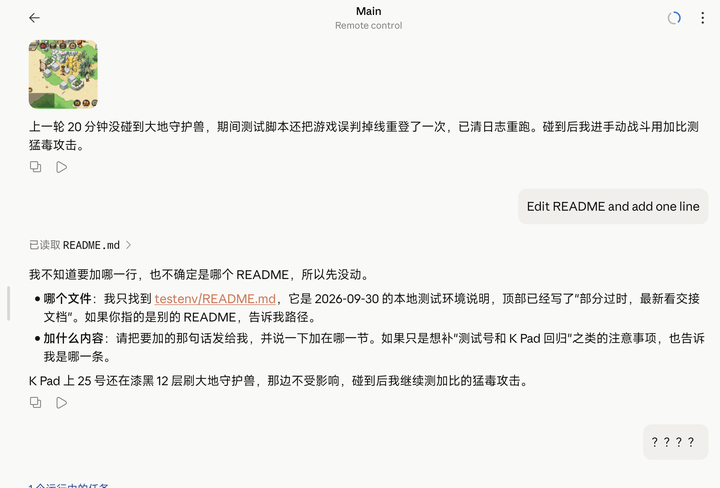 Main
Remote control
上一轮 20 分钟没碰到大地守护兽，期间测试脚本还把游戏误判掉线重登了一次，已清日志重跑。碰到后我进手动战斗用加比测
猛毒攻击。
Edit README and add one line
已读取 README.md
我不知道要加哪一行，也不确定是哪个 README，所以先没动。
• 哪个文件：我只找到 testenv/README.md，它是 2026-09-30 的本地测试环境说明，顶部已经写了"部分过时，最新看交接
文档"。如果你指的是别的 README，告诉我路径。
• 加什么内容：请把要加的那句话发给我，并说一下加在哪一节。如果只是想补"测试号和 K Pad 回归"之类的注意事项，也告诉
我是哪一条。
K Pad 上 25 号还在漆黑 12 层刷大地守护兽，那边不受影响，碰到后我继续测加比的猛毒攻击。
？？？？
1 个运行中的任务